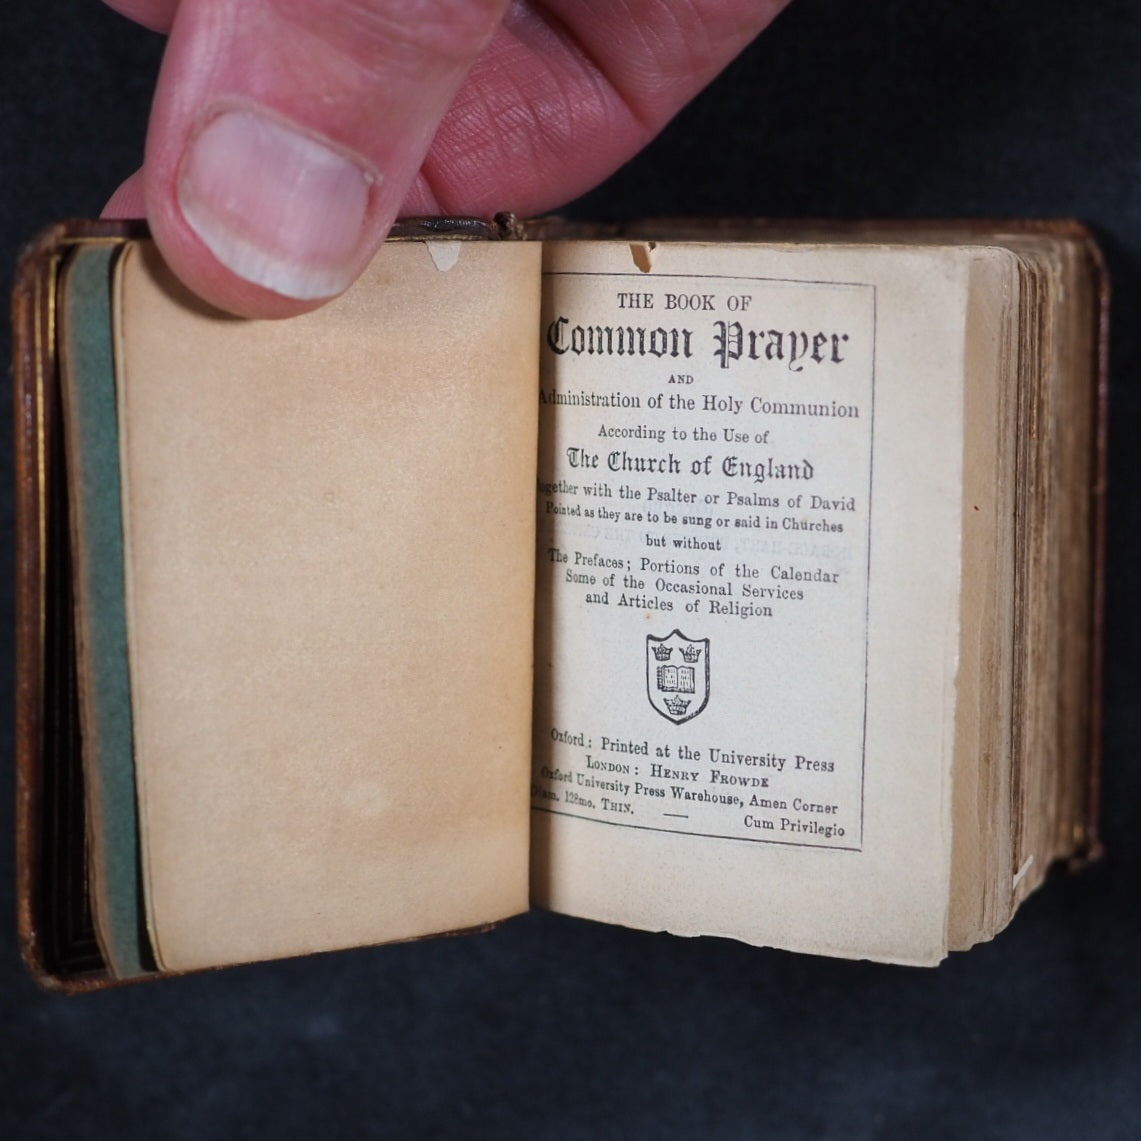 THE BOOK OF
Common Prayer
AND
Administration of the Holy Communion
According to the Use of
The Church of England
Together with the Psalter or Psalms of David
Pointed as they are to be sung or said in Churches
but without
The Prefaces; Portions of the Calendar
Some of the Occasional Services
and Articles of Religion
Oxford: Printed at the University Press
LONDON: HENRY FROWDE
Oxford University Press Warehouse, Amen Corner
Diam. 128mo. THIN.
Cum Privilegio